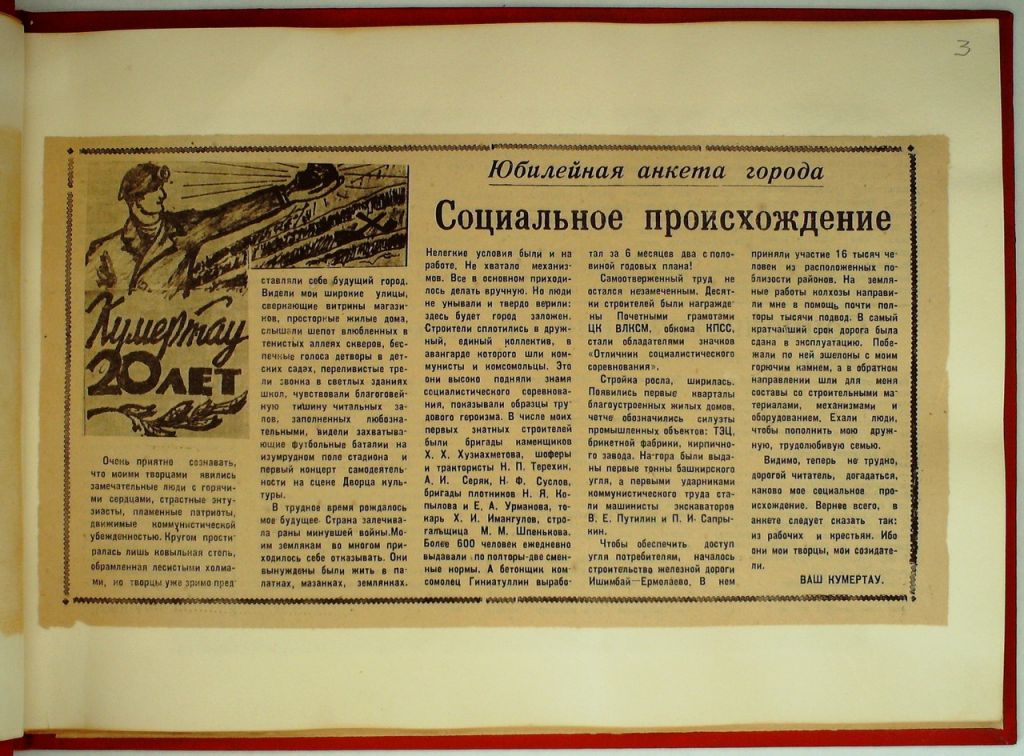 3
Юбилейная анкета города
Социальное происхождение
Кумертау
20 ЛЕТ
Очень приятно сознавать,
что моими творцами явились
замечательные люди с горячи-
ми сердцами, страстные энту-
зиасты, пламенные патриоты,
движимые коммунистической
убежденностью. Кругом прости-
ралась лишь ковыльная степь,
обрамленная лесистыми холма-
ми, но творцы уже зримо пред-
ставляли себе будущий город.
Видели мои широкие улицы,
сверкающие витрины магази-
нов, просторные жилые дома,
слышали шепот влюбленных в
тенистых аллеях скверов, бес-
печные голоса детворы в дет-
ских садах, переливистые тре-
ли звонка в светлых зданиях
школ, чувствовали благоговей-
ную тишину читальных за-
лов, заполненных любозна-
тельными, видели захватыва-
ющие футбольные баталии на
изумрудном поле стадиона и
первый концерт самодеятель-
ности на сцене Дворца куль-
туры.
В трудное время рождалось
мое будущее. Страна залечива-
ла раны минувшей войны. Мо-
им землякам во многом при-
ходилось себе отказывать. Они
вынуждены были жить в па-
латках, мазанках, землянках.
Нелегкие условия были и на
работе. Не хватало механиз-
мов. Все в основном приходи-
лось делать вручную. Но люди
не унывали и твердо верили:
здесь будет город заложен.
Строители сплотились в друж-
ный, единый коллектив, в
авангарде которого шли ком-
мунисты и комсомольцы. Это
они высоко подняли знамя
социалистического соревнова-
ния, показывали образцы тру-
дового героизма. В числе моих
первых знатных строителей
были бригады каменщиков
Х. Х. Хузиахметова, шоферы
и трактористы Н. П. Терехин,
А. И. Серяк, Н. Ф. Суслов,
бригады плотников Н. Я. Ко-
пылова и Е. А. Урманова, то-
карь Х. И. Имангулов, стро-
гальщица М. М. Шпенькова.
Более 600 человек ежедневно
выдавали по полторы-две смен-
ные нормы. А бетонщик ком-
сомолец Гиниатуллин вырабо-
тал за 6 месяцев два с поло-
виной годовых плана!
Самоотверженный труд не
остался незамеченным. Десят-
ки строителей были награжде-
ны Почетными грамотами
ЦК ВЛКСМ, обкома КПСС,
стали обладателями значков
«Отличник социалистического
соревнования».
Стройка росла, ширилась.
Появились первые кварталы
благоустроенных жилых домов,
четче обозначились силуэты
промышленных объектов: ТЭЦ,
брикетной фабрики, кирпично-
го завода. На-гора были выда-
ны первые тонны башкирского
угля, а первыми ударниками
коммунистического труда ста-
ли машинисты экскаваторов
В. Е. Путилин и П. И. Сапры-
кин.
Чтобы обеспечить доступ
угля потребителям, началось
строительство железной дороги
Ишимбай—Ермолаево. В нем
приняли участие 16 тысяч че-
ловек из расположенных по-
близости районов. На земля-
ные работы колхозы направи-
ли мне в помощь почти пол-
торы тысячи подвод. В самый
кратчайший срок дорога была
сдана в эксплуатацию. Побе-
жали по ней эшелоны с моим
горючим камнем, а в обратном
направлении шли для меня
составы со строительными ма-
териалами, механизмами и
оборудованием. Ехали люди,
чтобы пополнить мою друж-
ную, трудолюбивую семью.
Видимо, теперь не трудно,
дорогой читатель, догадаться,
каково мое социальное про-
исхождение. Вернее всего, в
анкете следует сказать так:
из рабочих и крестьян. Ибо
они мои творцы, мои созидате-
ли.
ВАШ КУМЕРТАУ.